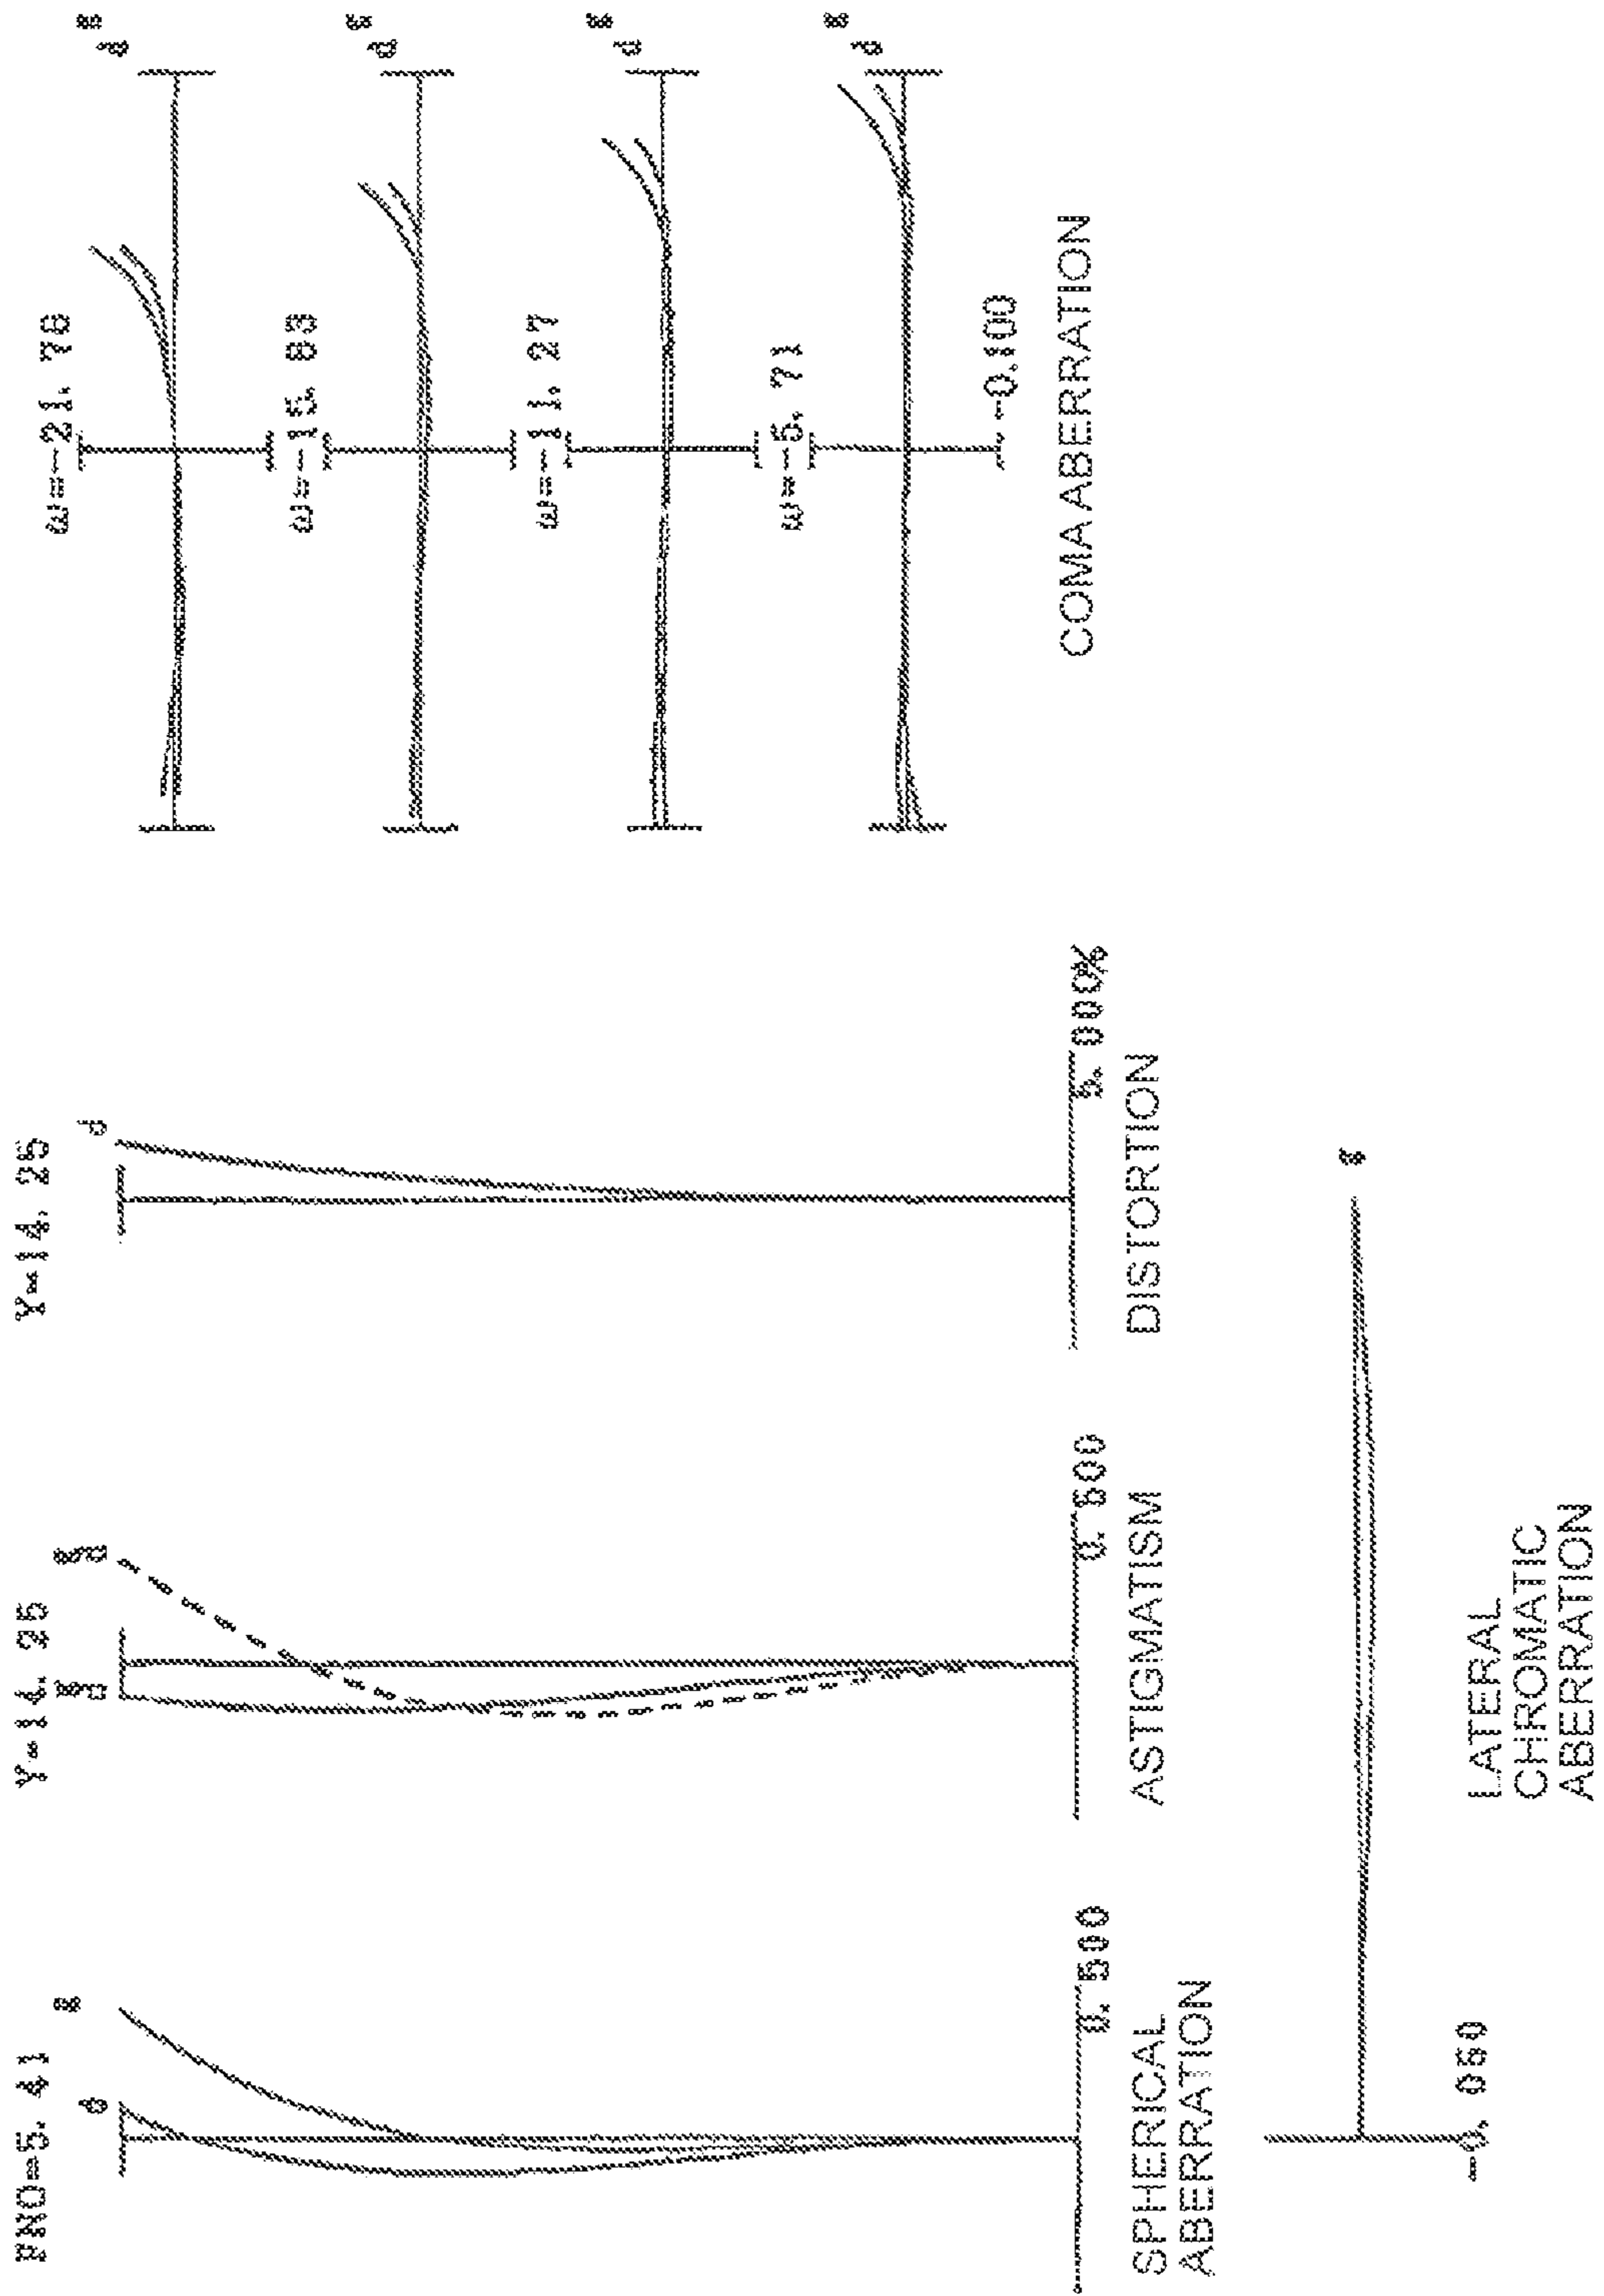 FNO=5. 41
g
d
0. 500
SPHERICAL
ABERRATION
Y=14. 25
g
d
g
d
0. 500
ASTIGMATISM
Y=14. 25
d
5. 000%
DISTORTION
ω=-21. 78
g
d
ω=-15. 83
g
d
ω=-11. 27
g
d
ω=-5. 71
g
d
-0.100
COMA ABERRATION
g
-0. 050
LATERAL
CHROMATIC
ABERRATION